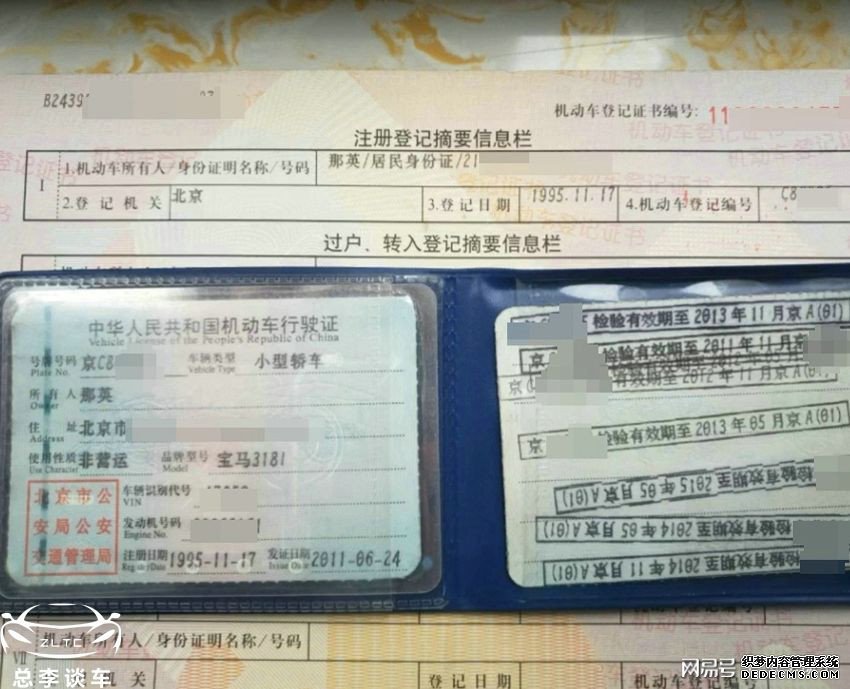 B2439
机动车登记证书编号: 11
注册登记摘要信息栏
I
1.机动车所有人/身份证明名称/号码 那英/居民身份证/21
2.登记机关 北京 3.登记日期 1995.11.17 4.机动车登记编号
过户、转入登记摘要信息栏
中华人民共和国机动车行驶证
Vehicle License of the People's Republic of China
号牌号码 京C8 车辆类型 小型轿车
Plate No. Vehicle Type
所有人 那英
Owner
住址 北京市
Address
使用性质 非营运 品牌型号 宝马318i
Use Character Model
北京市公
安局公安
交通管理局
车辆识别代号
VIN
发动机号码
Engine No.
注册日期 1995-11-17 发证日期 2011-06-24
Register Date Issue Date
检验有效期至 2013年11月京A(01)
京 检验有效期至 2011年11月
京 有效期至 2012年11月京A(01)
京 检验有效期至 2013年05月京A(01)
检验有效期至 2015年05月京A(01)
检验有效期至 2014年05月京A(01)
检验有效期至 2014年11月京A(01)
VII
机动车所有人/身份证明名称/号码
机关 登记日期 机动车登记编号
ZLTC
总李谈车
网易号
织梦内容管理系统
DEDECMS.COM